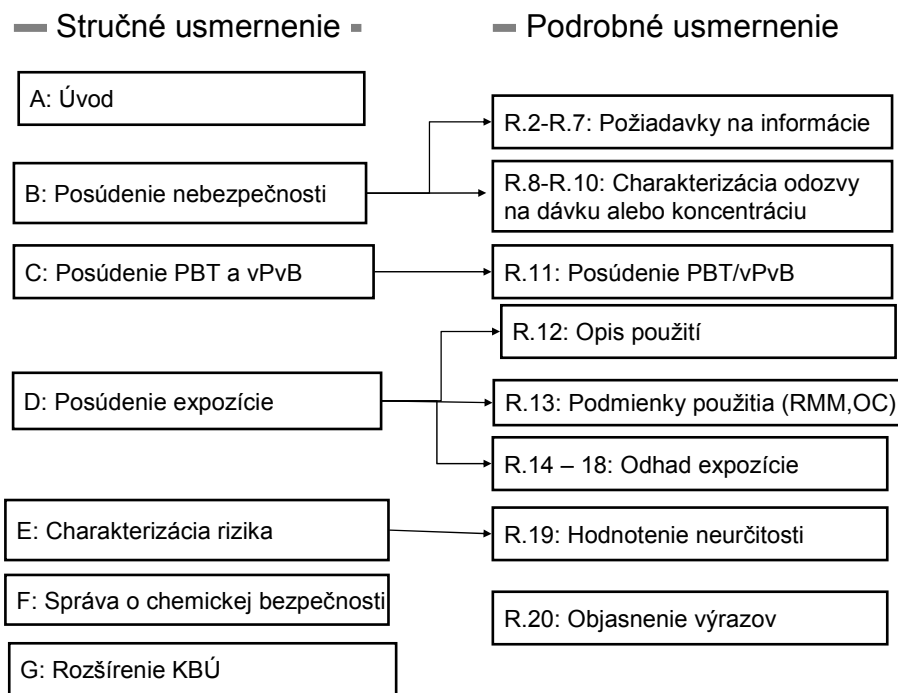 Stručné usmernenie
A: Úvod
B: Posúdenie nebezpečnosti
C: Posúdenie PBT a vPvB
D: Posúdenie expozície
E: Charakterizácia rizika
F: Správa o chemickej bezpečnosti
G: Rozšírenie KBÚ
Podrobné usmernenie
R.2-R.7: Požiadavky na informácie
R.8-R.10: Charakterizácia odozvy
na dávku alebo koncentráciu
R.11: Posúdenie PBT/vPvB
R.12: Opis použití
R.13: Podmienky použitia (RMM,OC)
R.14 – 18: Odhad expozície
R.19: Hodnotenie neurčitosti
R.20: Objasnenie výrazov